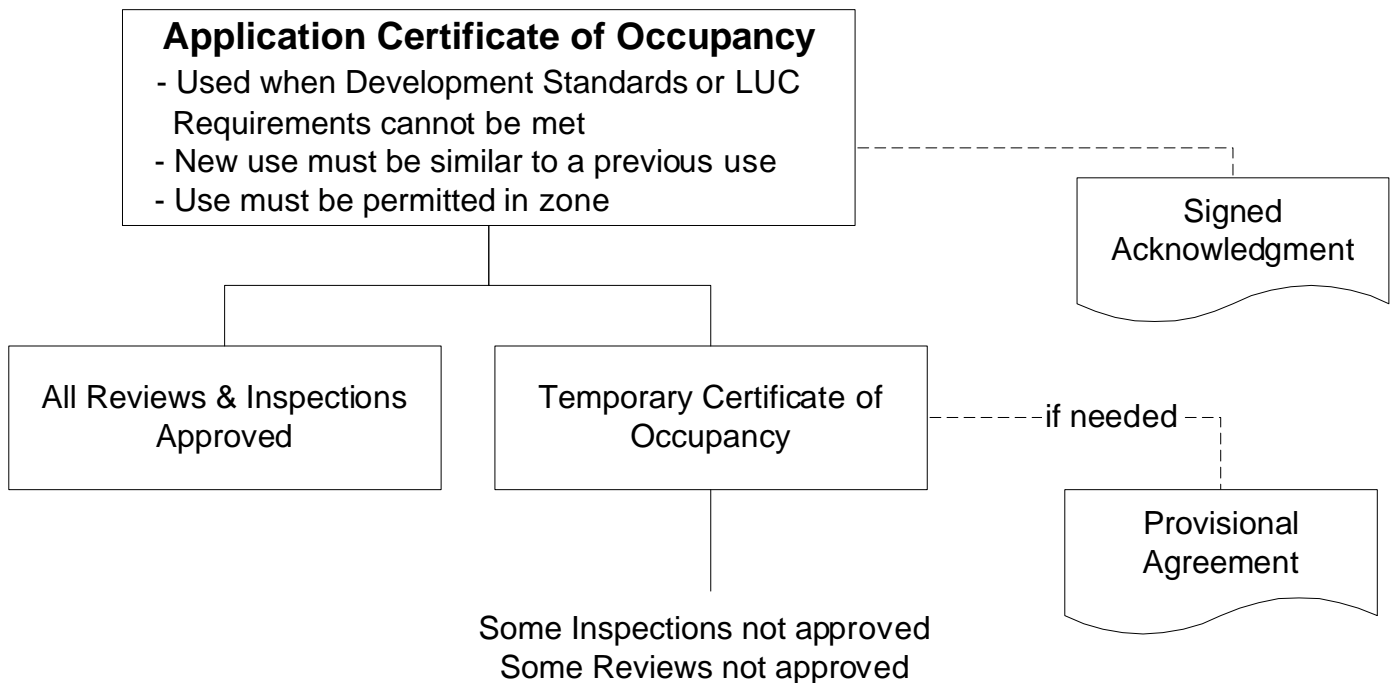 Application Certificate of Occupancy
- Used when Development Standards or LUC
Requirements cannot be met
- New use must be similar to a previous use
- Use must be permitted in zone
Signed
Acknowledgment
All Reviews & Inspections
Approved
Temporary Certificate of
Occupancy
if needed
Provisional
Agreement
Some Inspections not approved
Some Reviews not approved